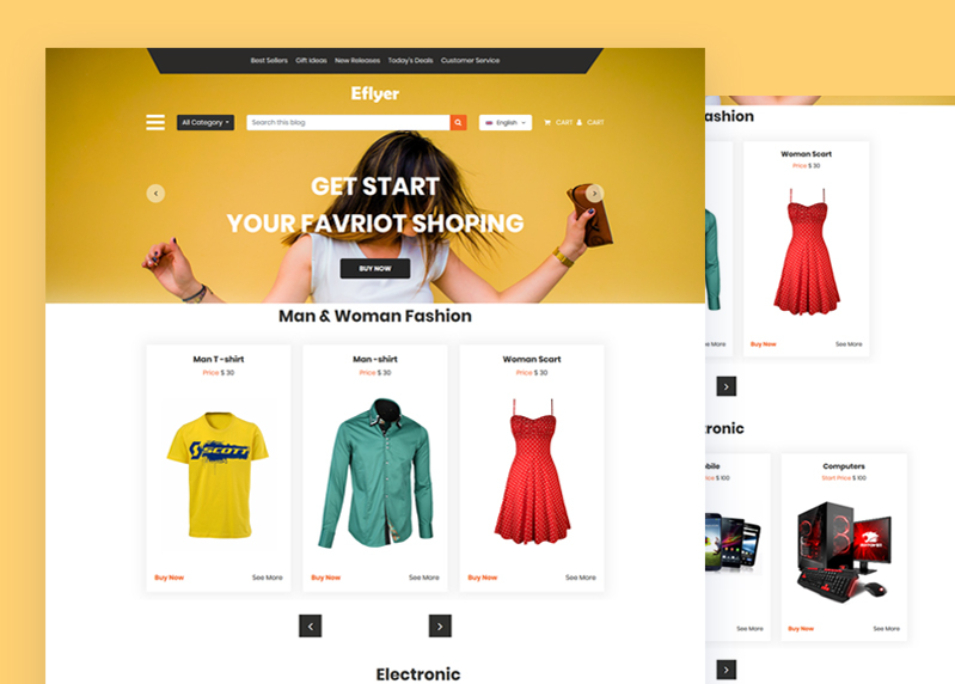 Best Sellers Gift Ideas New Releases Today's Deals Customer Service
Eflyer
All Category Search this blog English CART CART
GET START
YOUR FAVRIOT SHOPING
BUY NOW
Man & Woman Fashion
Man T -shirt
Price $ 30
SCOTT
Buy Now See More
Man -shirt
Price $ 30
Buy Now See More
Woman Scart
Price $ 30
Buy Now See More
Electronic
ashion
Woman Scart
Price $ 30
e More
Buy Now See More
tronic
bile
rice $ 100
See More
Computers
Start Price $ 100
Buy Now See More